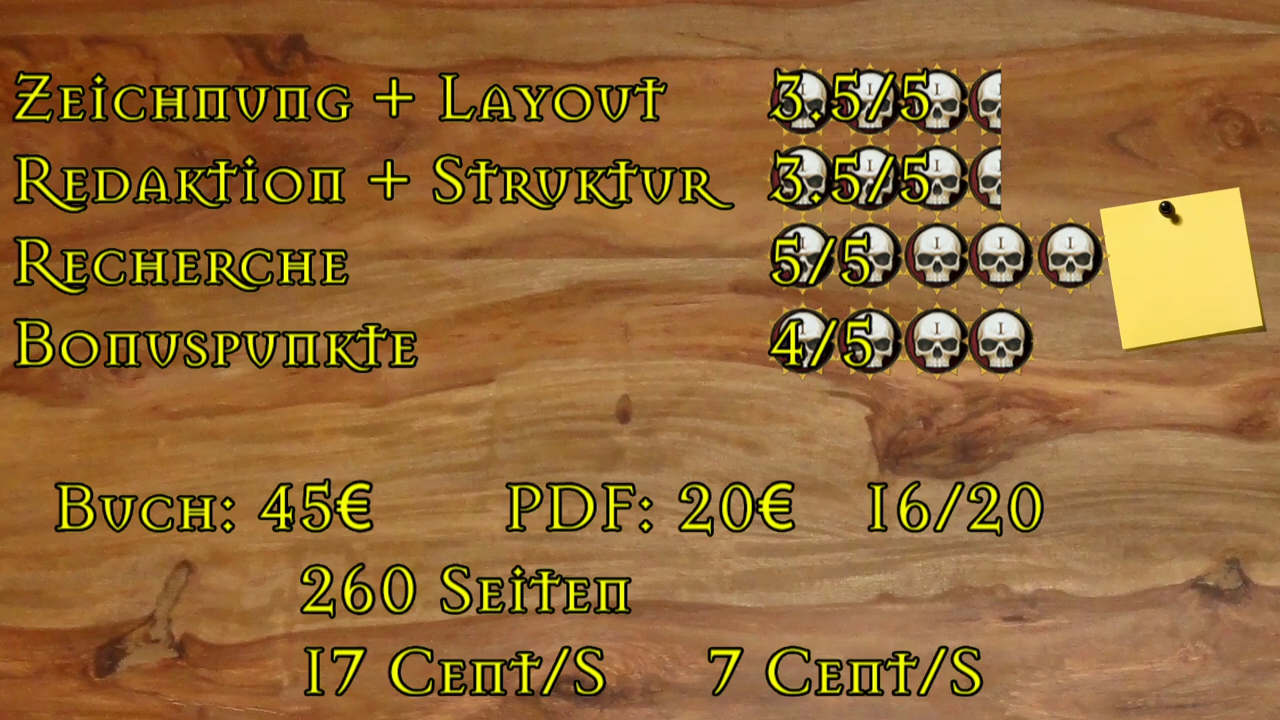 Zeichnung + Layout 3.5/5
Redaktion + Struktur 3.5/5
Recherche 5/5
Bonuspunkte 4/5
Buch: 45€ PDF: 20€ 16/20
260 Seiten
17 Cent/S 7 Cent/S